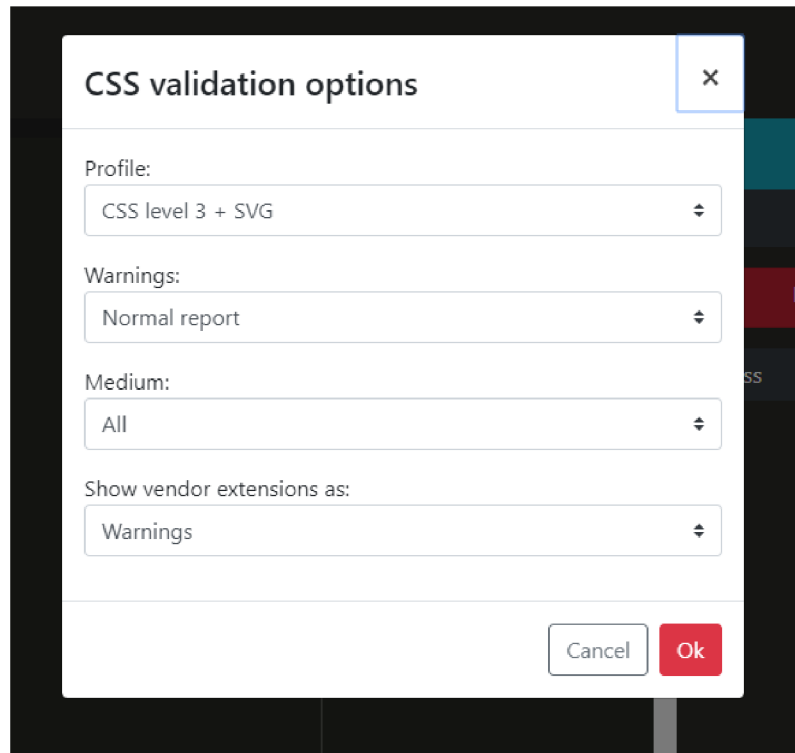 CSS validation options
×
Profile:
CSS level 3 + SVG
Warnings:
Normal report
Medium:
All
Show vendor extensions as:
Warnings
ss
Cancel
Ok